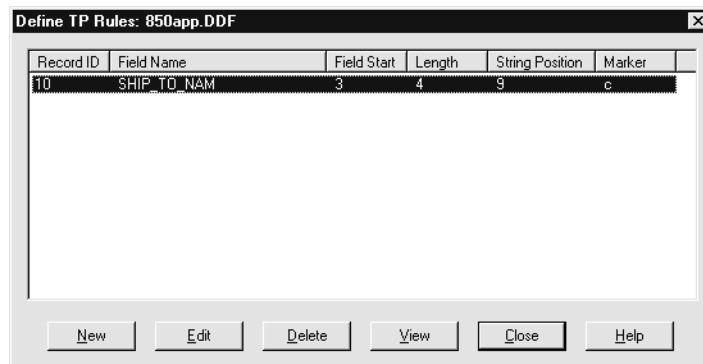 Define TP Rules: 850app.DDF
Record ID Field Name Field Start Length String Position Marker
10 SHIP_TO_NAM 3 4 9 c
New Edit Delete View Close Help